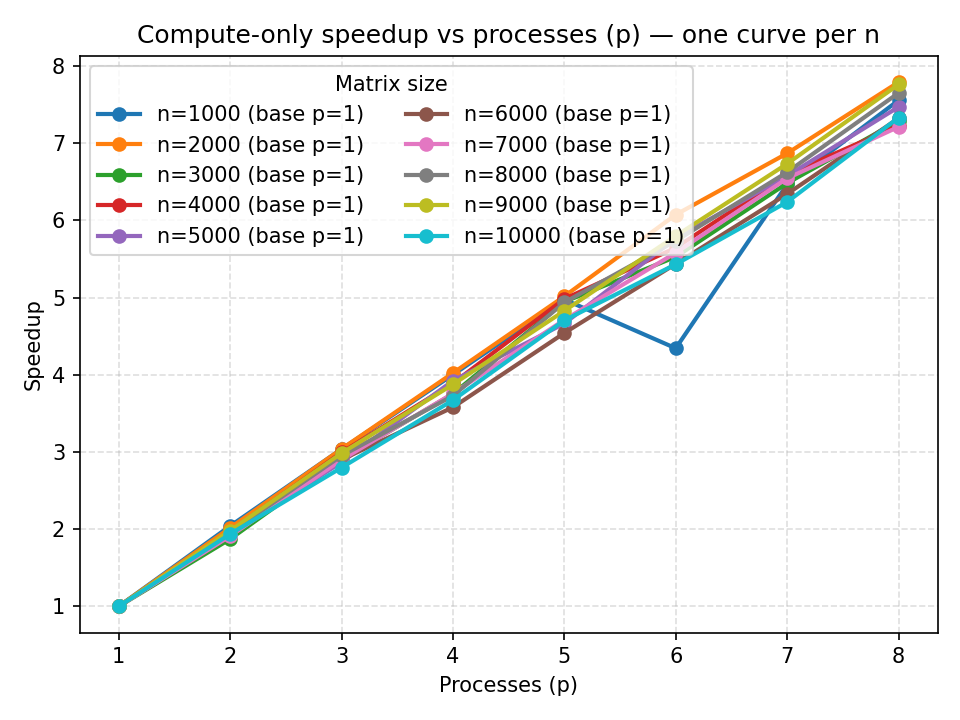 Compute-only speedup vs processes (p) — one curve per n
Matrix size
n=1000 (base p=1)
n=2000 (base p=1)
n=3000 (base p=1)
n=4000 (base p=1)
n=5000 (base p=1)
n=6000 (base p=1)
n=7000 (base p=1)
n=8000 (base p=1)
n=9000 (base p=1)
n=10000 (base p=1)
8
7
6
5
4
3
2
1
Speedup
1 2 3 4 5 6 7 8
Processes (p)